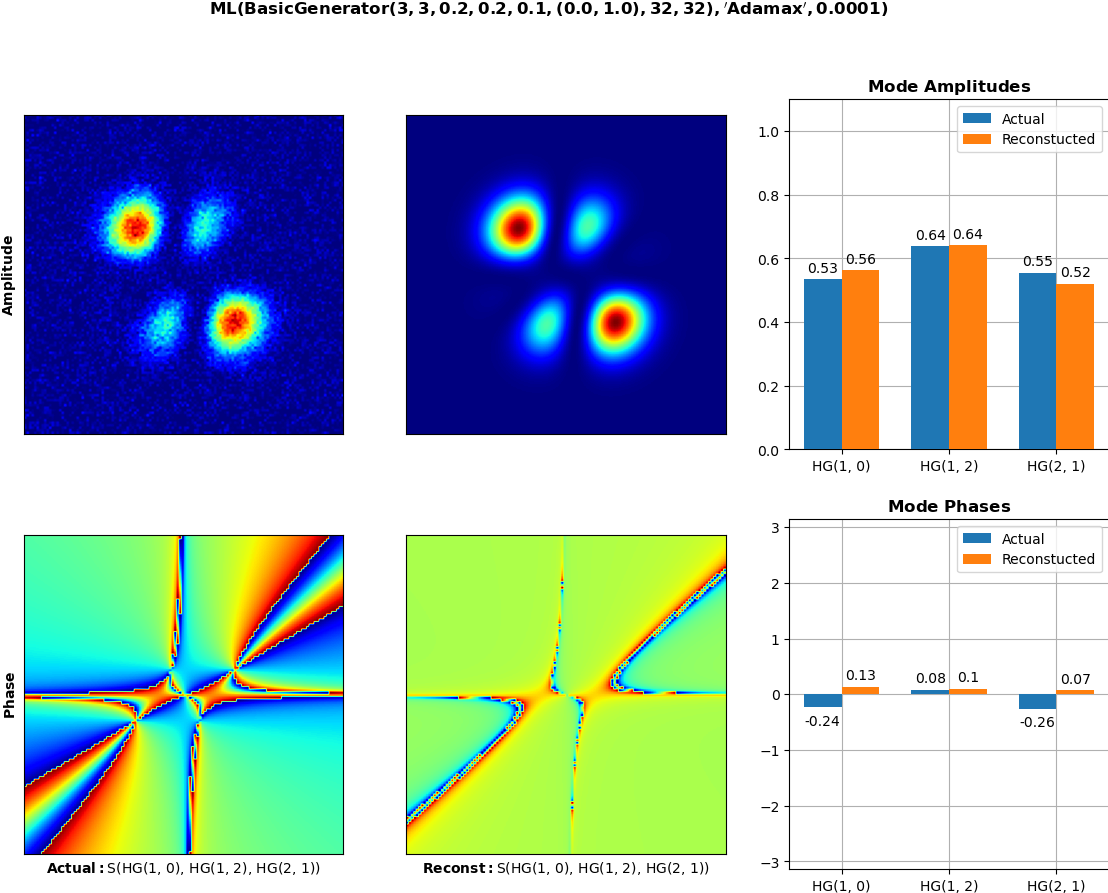 ML(BasicGenerator(3, 3, 0.2, 0.2, 0.1, (0.0, 1.0), 32, 32), 'Adamax', 0.0001)
Amplitude
Mode Amplitudes
Actual
Reconstucted
1.0
0.8
0.6
0.4
0.2
0.0
0.53
0.56
0.64
0.64
0.55
0.52
HG(1, 0)
HG(1, 2)
HG(2, 1)
Phase
Actual: S(HG(1, 0), HG(1, 2), HG(2, 1))
Reconst: S(HG(1, 0), HG(1, 2), HG(2, 1))
Mode Phases
Actual
Reconstucted
3
2
1
0
−1
−2
−3
-0.24
0.13
0.08
0.1
-0.26
0.07
HG(1, 0)
HG(1, 2)
HG(2, 1)